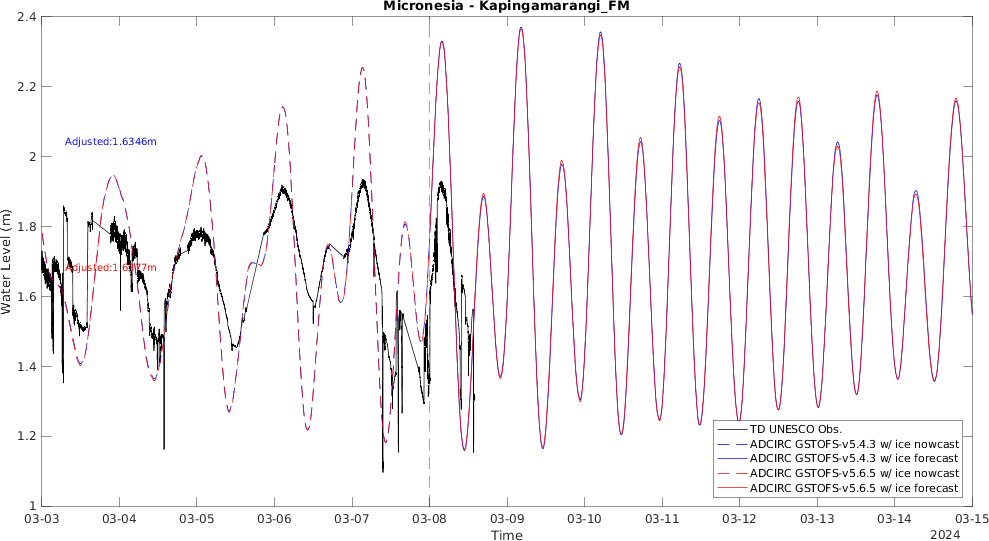 Micronesia - Kapingamarangi_FM
2.4
2.2
2
1.8
1.6
1.4
1.2
1
Water Level (m)
Adjusted:1.6346m
TD UNESCO Obs.
ADCIRC GSTOFS-v5.4.3 w/ ice nowcast
ADCIRC GSTOFS-v5.4.3 w/ ice forecast
ADCIRC GSTOFS-v5.6.5 w/ ice nowcast
ADCIRC GSTOFS-v5.6.5 w/ ice forecast
03-03 03-04 03-05 03-06 03-07 03-08 03-09 03-10 03-11 03-12 03-13 03-14 03-15
Time
2024